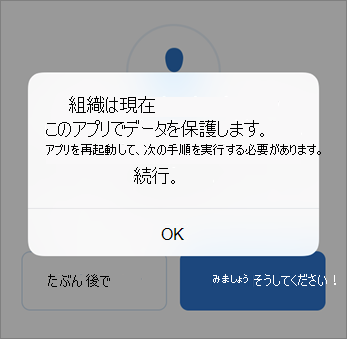 組織は現在
このアプリでデータを保護します。
アプリを再起動して、次の手順を実行する必要があります。
続行。
OK
たぶん 後で
みましょう そうしてください！